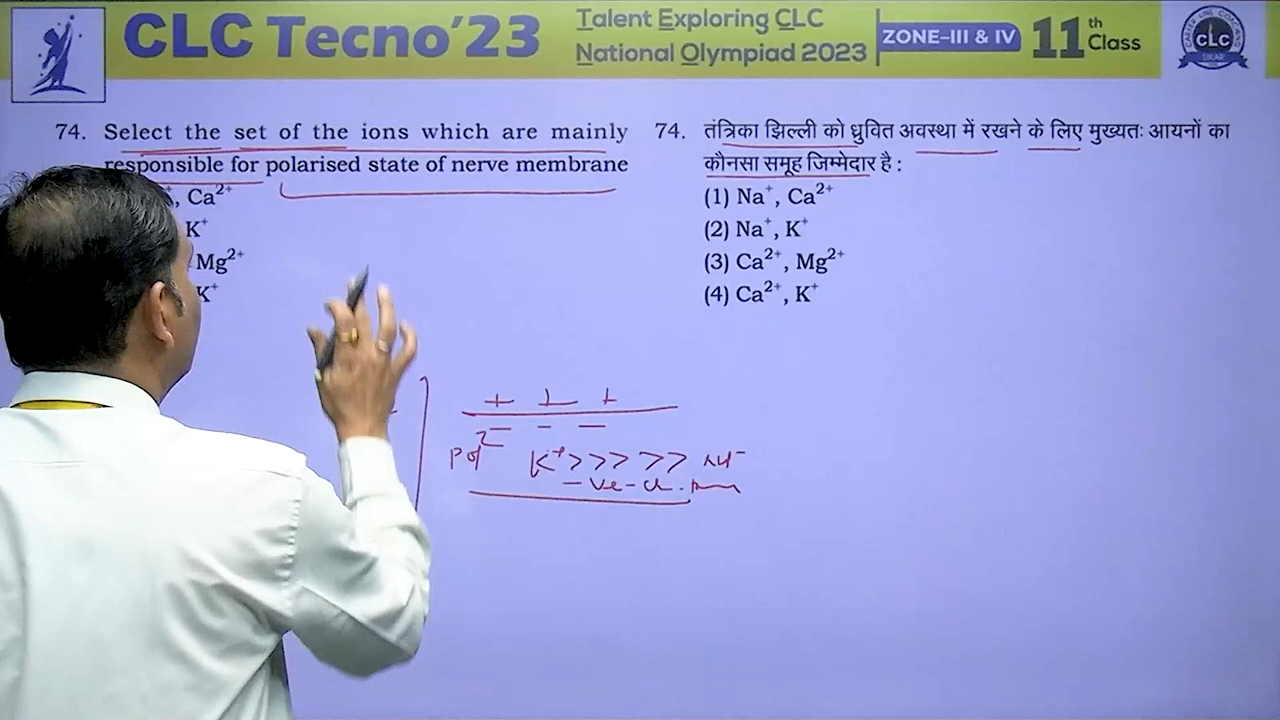 CLC Tecno'23
Talent Exploring CLC
National Olympiad 2023
ZONE–III & IV
11th Class
CLC
74. Select the set of the ions which are mainly
responsible for polarised state of nerve membrane
, Ca2+
K+
Mg2+
K+
74. तंत्रिका झिल्ली को ध्रुवित अवस्था में रखने के लिए मुख्यतः आयनों का
कौनसा समूह जिम्मेदार है :
(1) Na+, Ca2+
(2) Na+, K+
(3) Ca2+, Mg2+
(4) Ca2+, K+
+ + +
– – –
K+ >>> >>